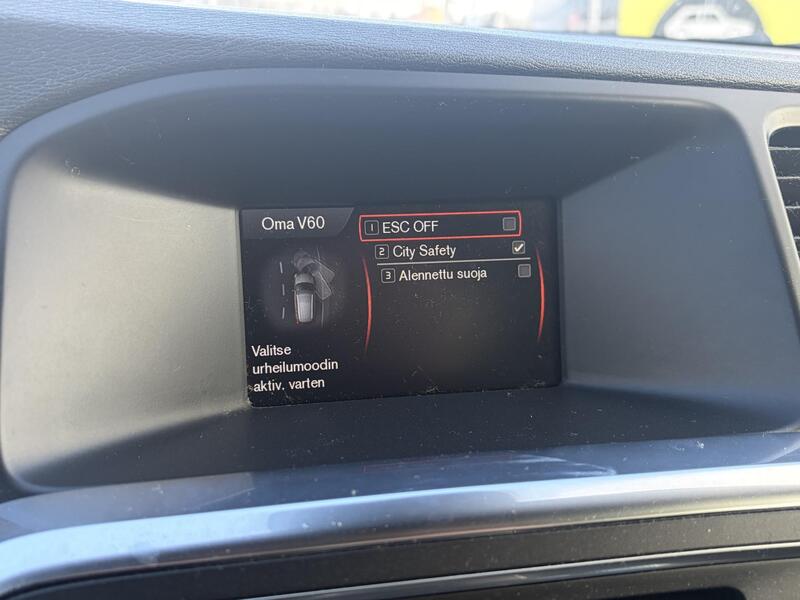 Oma V60
1 ESC OFF
2 City Safety
3 Alennettu suoja
Valitse
urheilumoodin
aktiv. varten